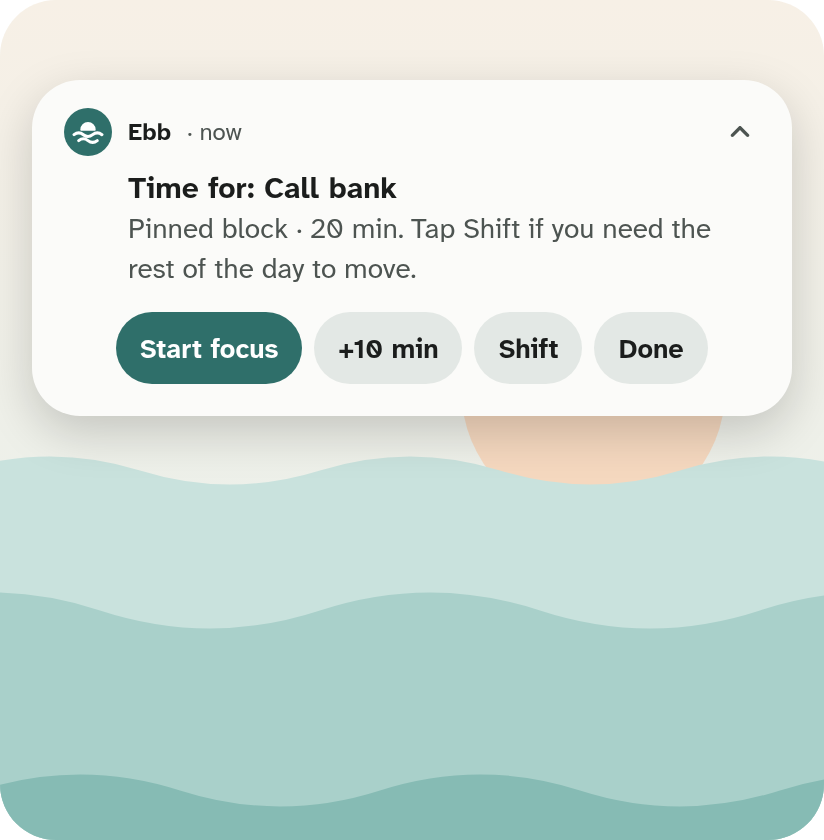 Ebb · now
Time for: Call bank
Pinned block · 20 min. Tap Shift if you need the
rest of the day to move.
Start focus +10 min Shift Done